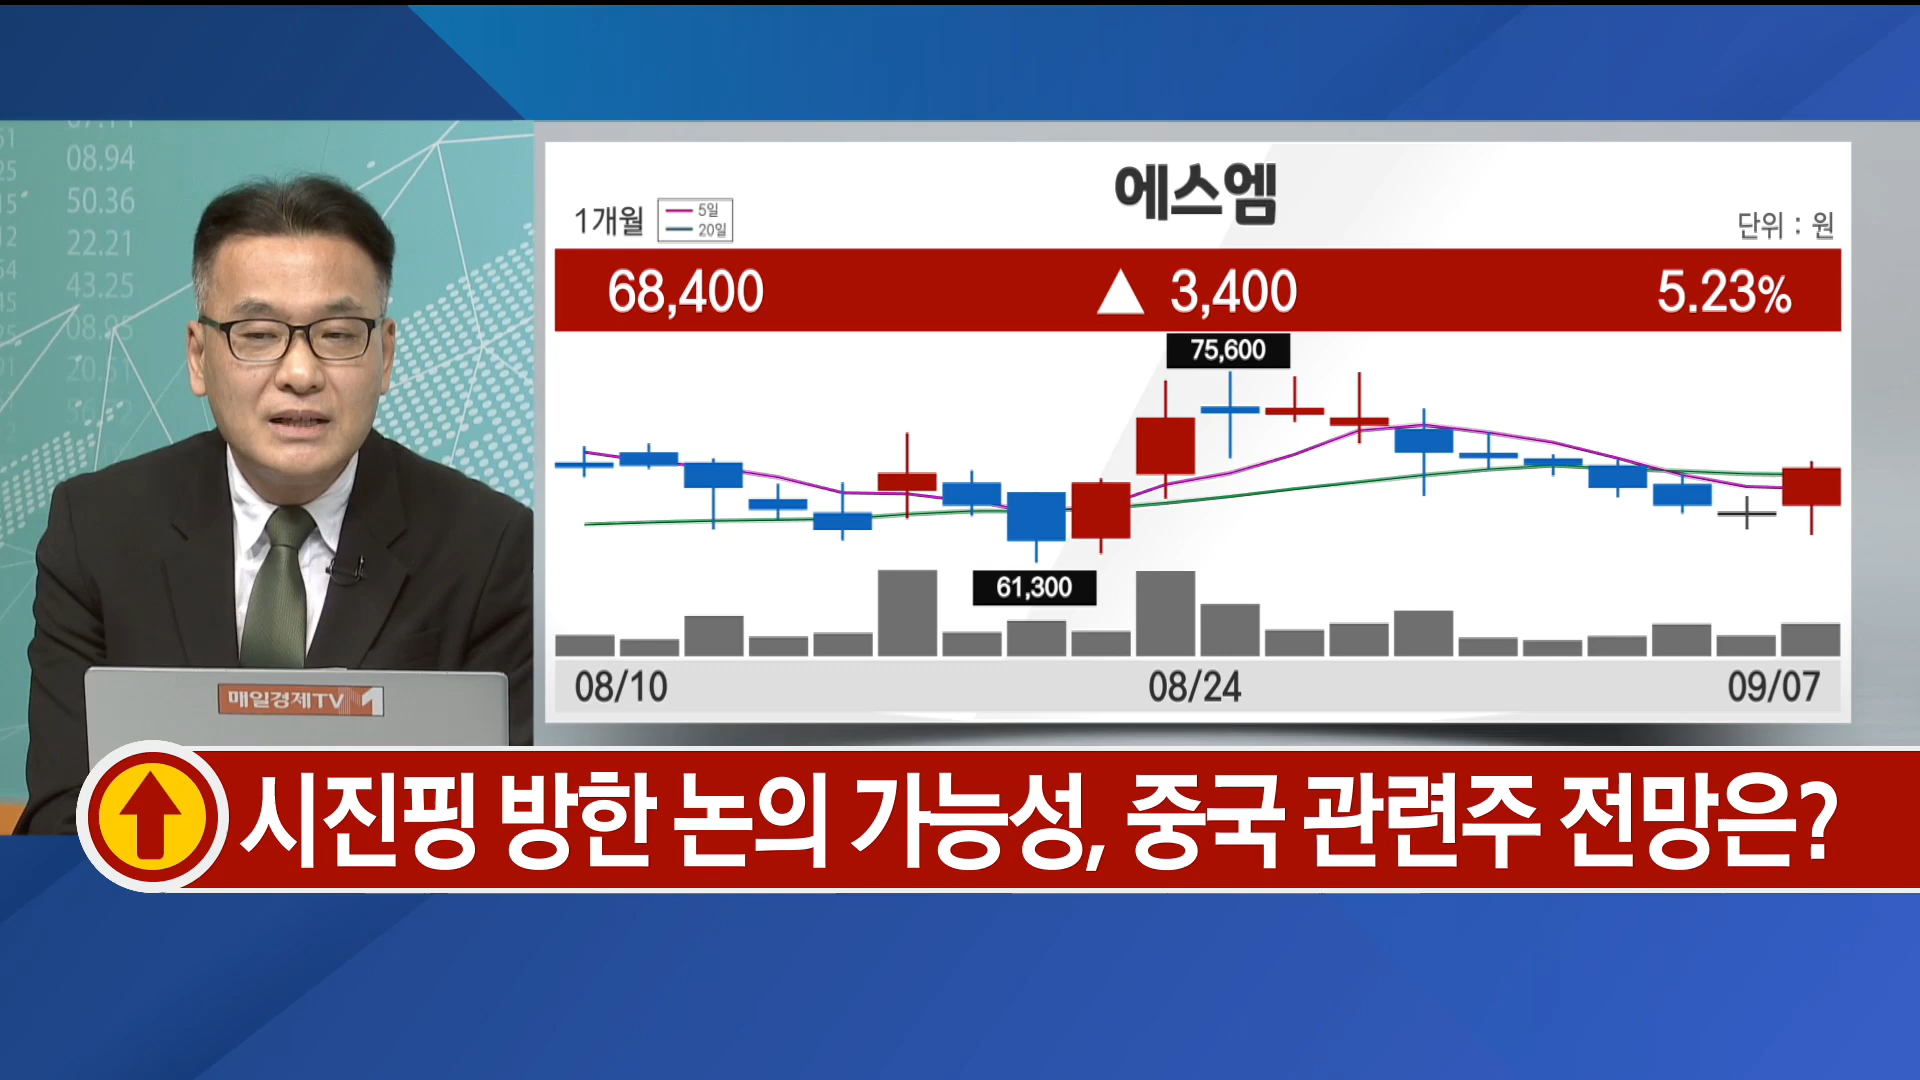 08.94
50.36
22.21
43.25
08.95
에스엠
1개월
5일
20일
단위 : 원
68,400 ▲ 3,400 5.23%
75,600
61,300
08/10 08/24 09/07
매일경제TV 1
시진핑 방한 논의 가능성, 중국 관련주 전망은?